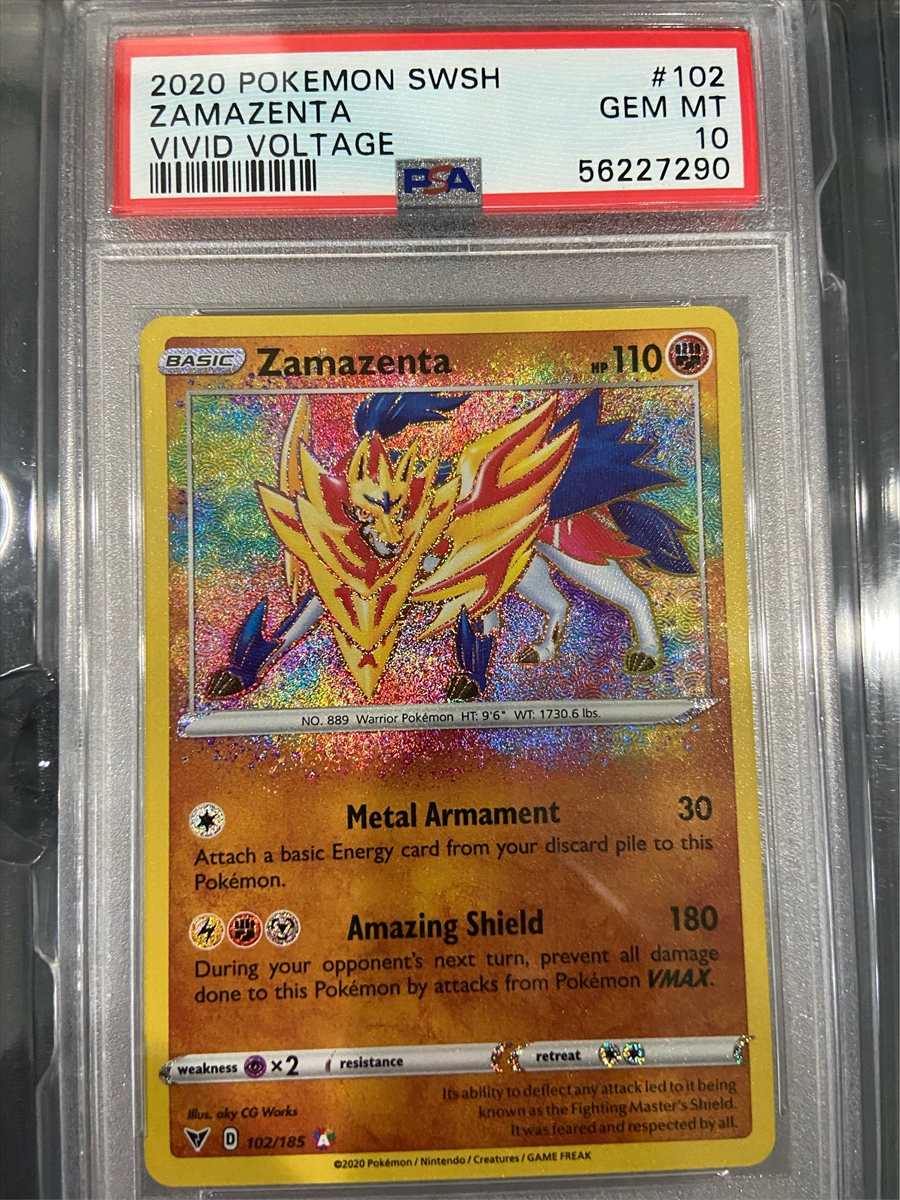 2020 POKEMON SWSH #102
ZAMAZENTA GEM MT
VIVID VOLTAGE 10
PSA 56227290
BASIC Zamazenta HP 110
NO. 889 Warrior Pokémon HT: 9'6" WT: 1730.6 lbs.
Metal Armament 30
Attach a basic Energy card from your discard pile to this
Pokémon.
Amazing Shield 180
During your opponent's next turn, prevent all damage
done to this Pokémon by attacks from Pokémon VMAX.
weakness ×2 resistance retreat
Its ability to deflect any attack led to it being
known as the Fighting Master's Shield.
It was feared and respected by all.
Illus. aky CG Works
D 102/185 A
©2020 Pokémon / Nintendo / Creatures / GAME FREAK